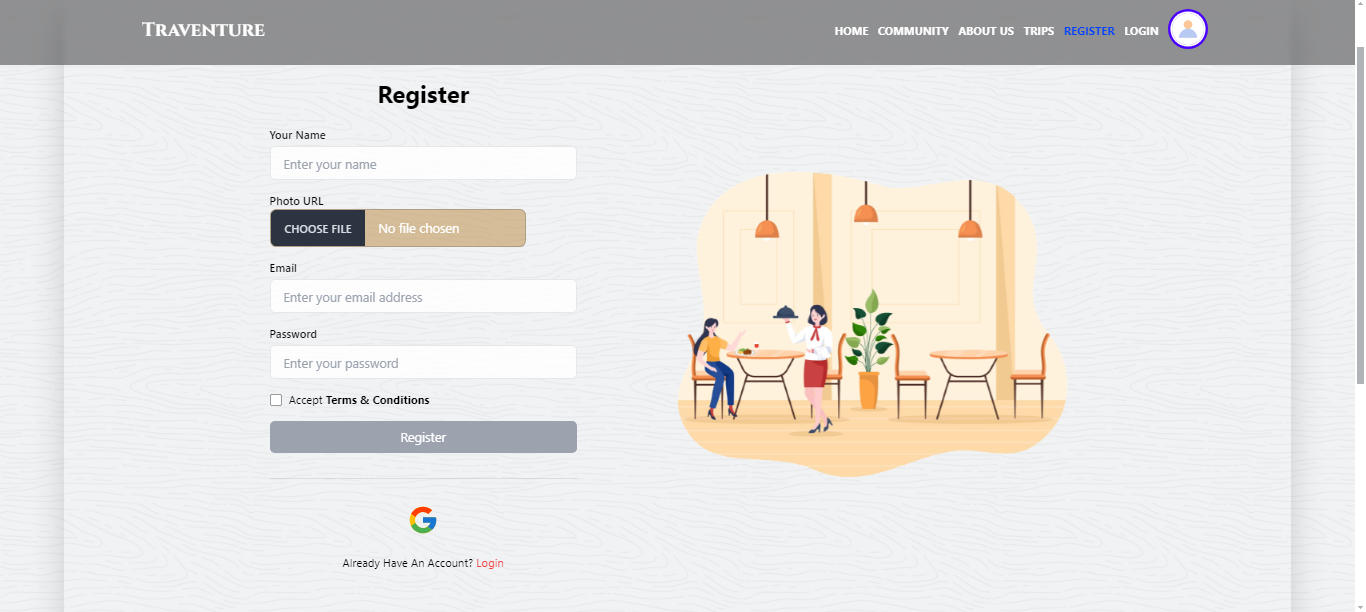 Traventure
HOME COMMUNITY ABOUT US TRIPS REGISTER LOGIN
Register
Your Name
Enter your name
Photo URL
CHOOSE FILE No file chosen
Email
Enter your email address
Password
Enter your password
Accept Terms & Conditions
Register
Already Have An Account? Login